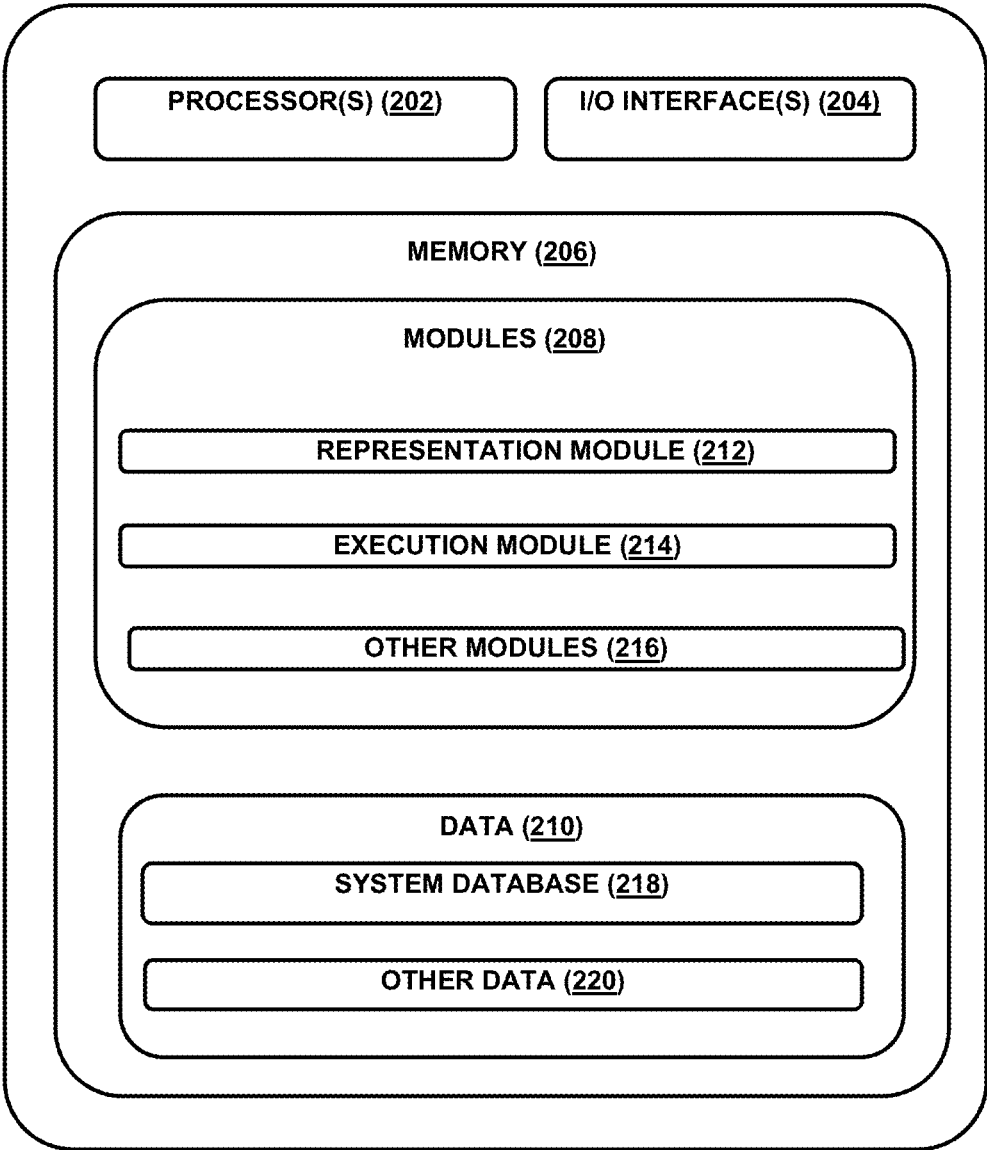 PROCESSOR(S) (202)
I/O INTERFACE(S) (204)
MEMORY (206)
MODULES (208)
REPRESENTATION MODULE (212)
EXECUTION MODULE (214)
OTHER MODULES (216)
DATA (210)
SYSTEM DATABASE (218)
OTHER DATA (220)